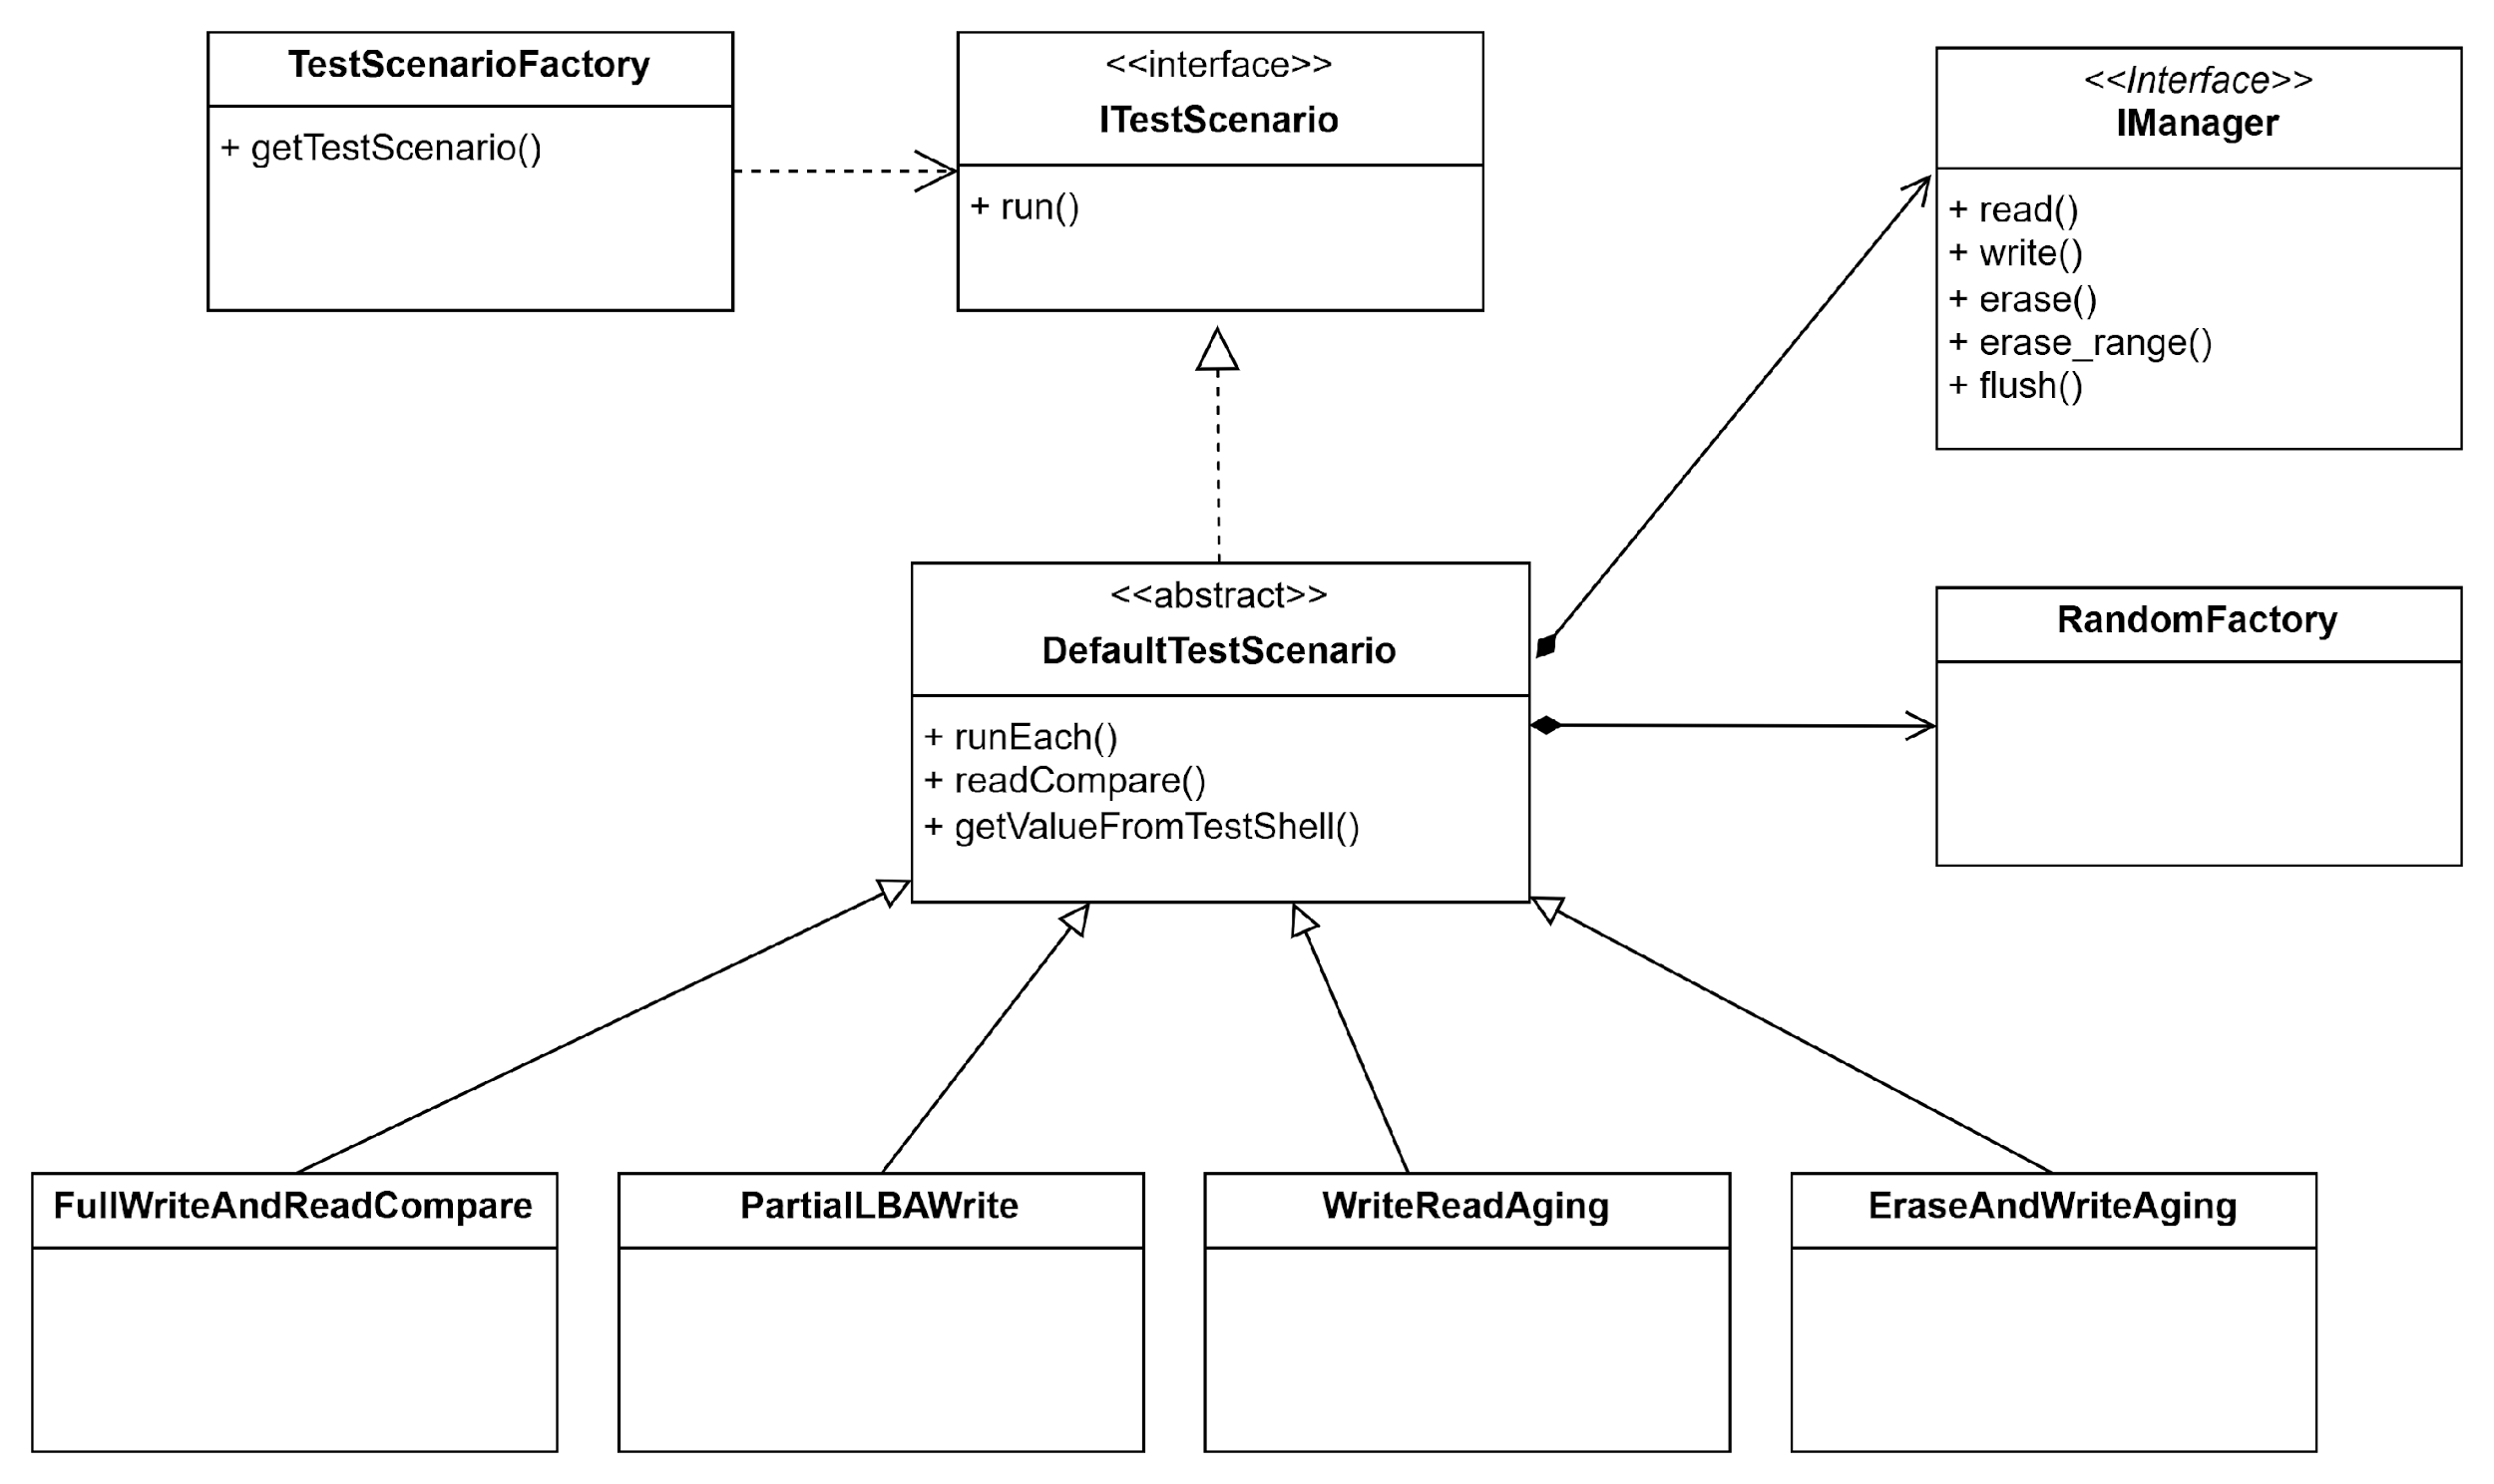 TestScenarioFactory
+ getTestScenario()
<<interface>>
ITestScenario
+ run()
<<Interface>>
IManager
+ read()
+ write()
+ erase()
+ erase_range()
+ flush()
<<abstract>>
DefaultTestScenario
+ runEach()
+ readCompare()
+ getValueFromTestShell()
RandomFactory
FullWriteAndReadCompare
PartialLBAWrite
WriteReadAging
EraseAndWriteAging